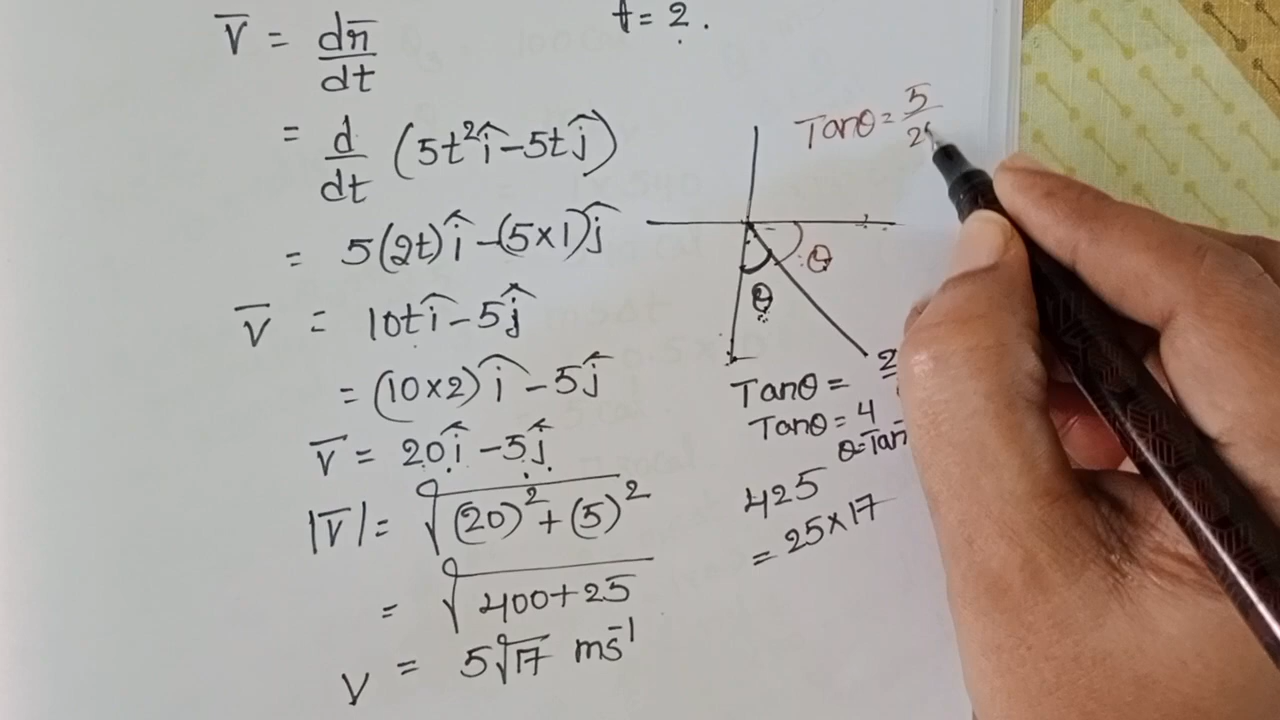 V̅ = dr̅/dt
t = 2.
= d/dt (5t² î – 5t ĵ)
= 5(2t) î – (5×1) ĵ
V̅ = 10t î – 5 ĵ
= (10×2) î – 5 ĵ
V̅ = 20 î – 5 ĵ
|V̅| = √((20)² + (5)²)
= √(400+25)
V = 5√17 ms⁻¹
Tanθ = 5/
θ
θ
Tanθ = 2
Tanθ = 4
θ = Tan⁻
425
= 25×17